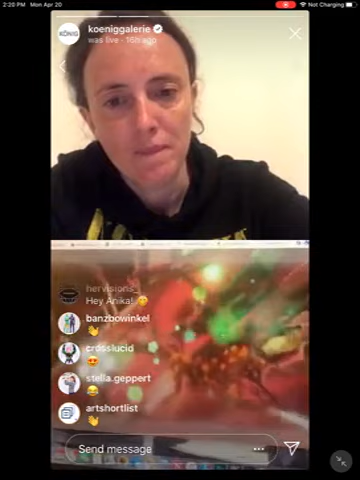 2:20 PM Mon Apr 20
Not Charging
KÖNIG
koeniggalerie
was live · 16h ago
hervisions_
Hey Anika! 😊
banzbowinkel
👋
crosslucid
😍
stella.geppert
😂
artshortlist
👋
Send message